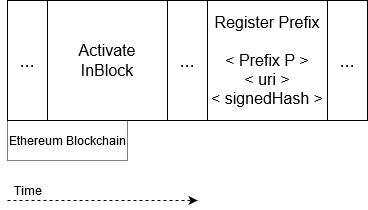 ...
Activate
InBlock
...
Register Prefix
< Prefix P >
< uri >
< signedHash >
...
Ethereum Blockchain
Time